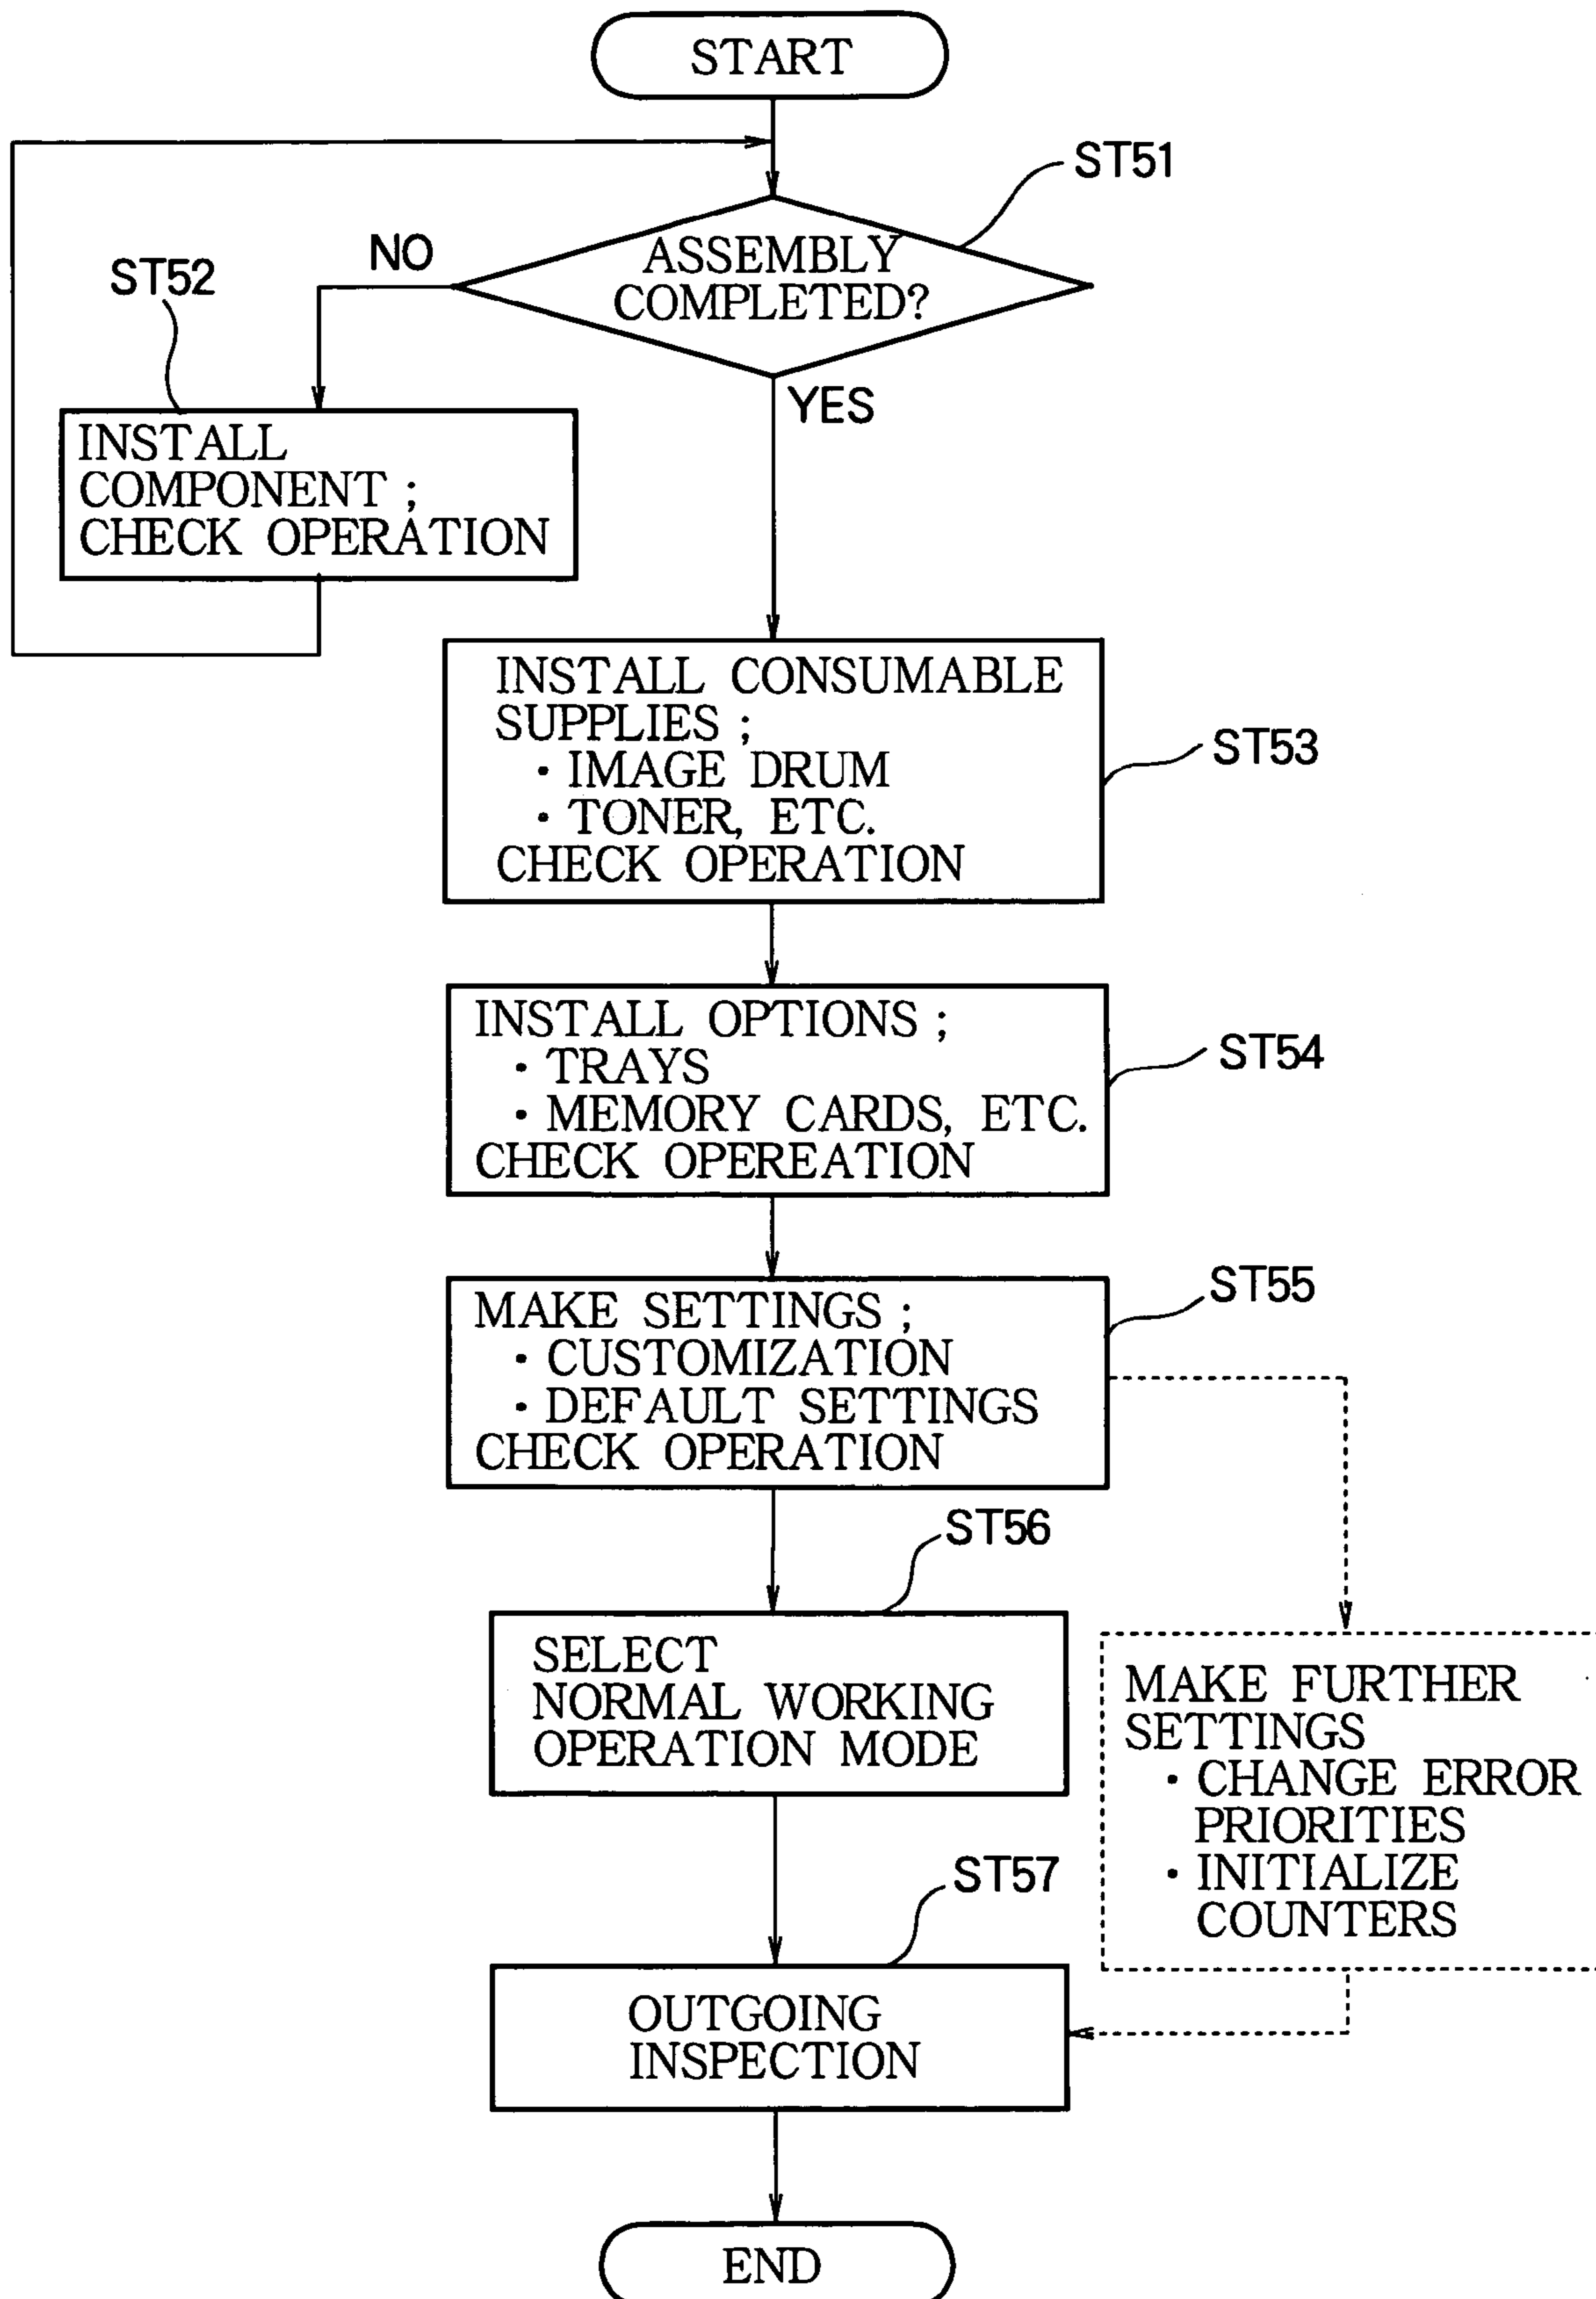 START
ST51
ASSEMBLY
COMPLETED?
NO
ST52
YES
INSTALL
COMPONENT ;
CHECK OPERATION
INSTALL CONSUMABLE
SUPPLIES ;
・IMAGE DRUM
・TONER, ETC.
CHECK OPERATION
ST53
INSTALL OPTIONS ;
・TRAYS
・MEMORY CARDS, ETC.
CHECK OPEREATION
ST54
MAKE SETTINGS ;
・CUSTOMIZATION
・DEFAULT SETTINGS
CHECK OPERATION
ST55
ST56
SELECT
NORMAL WORKING
OPERATION MODE
MAKE FURTHER
SETTINGS
・CHANGE ERROR
PRIORITIES
・INITIALIZE
COUNTERS
ST57
OUTGOING
INSPECTION
END